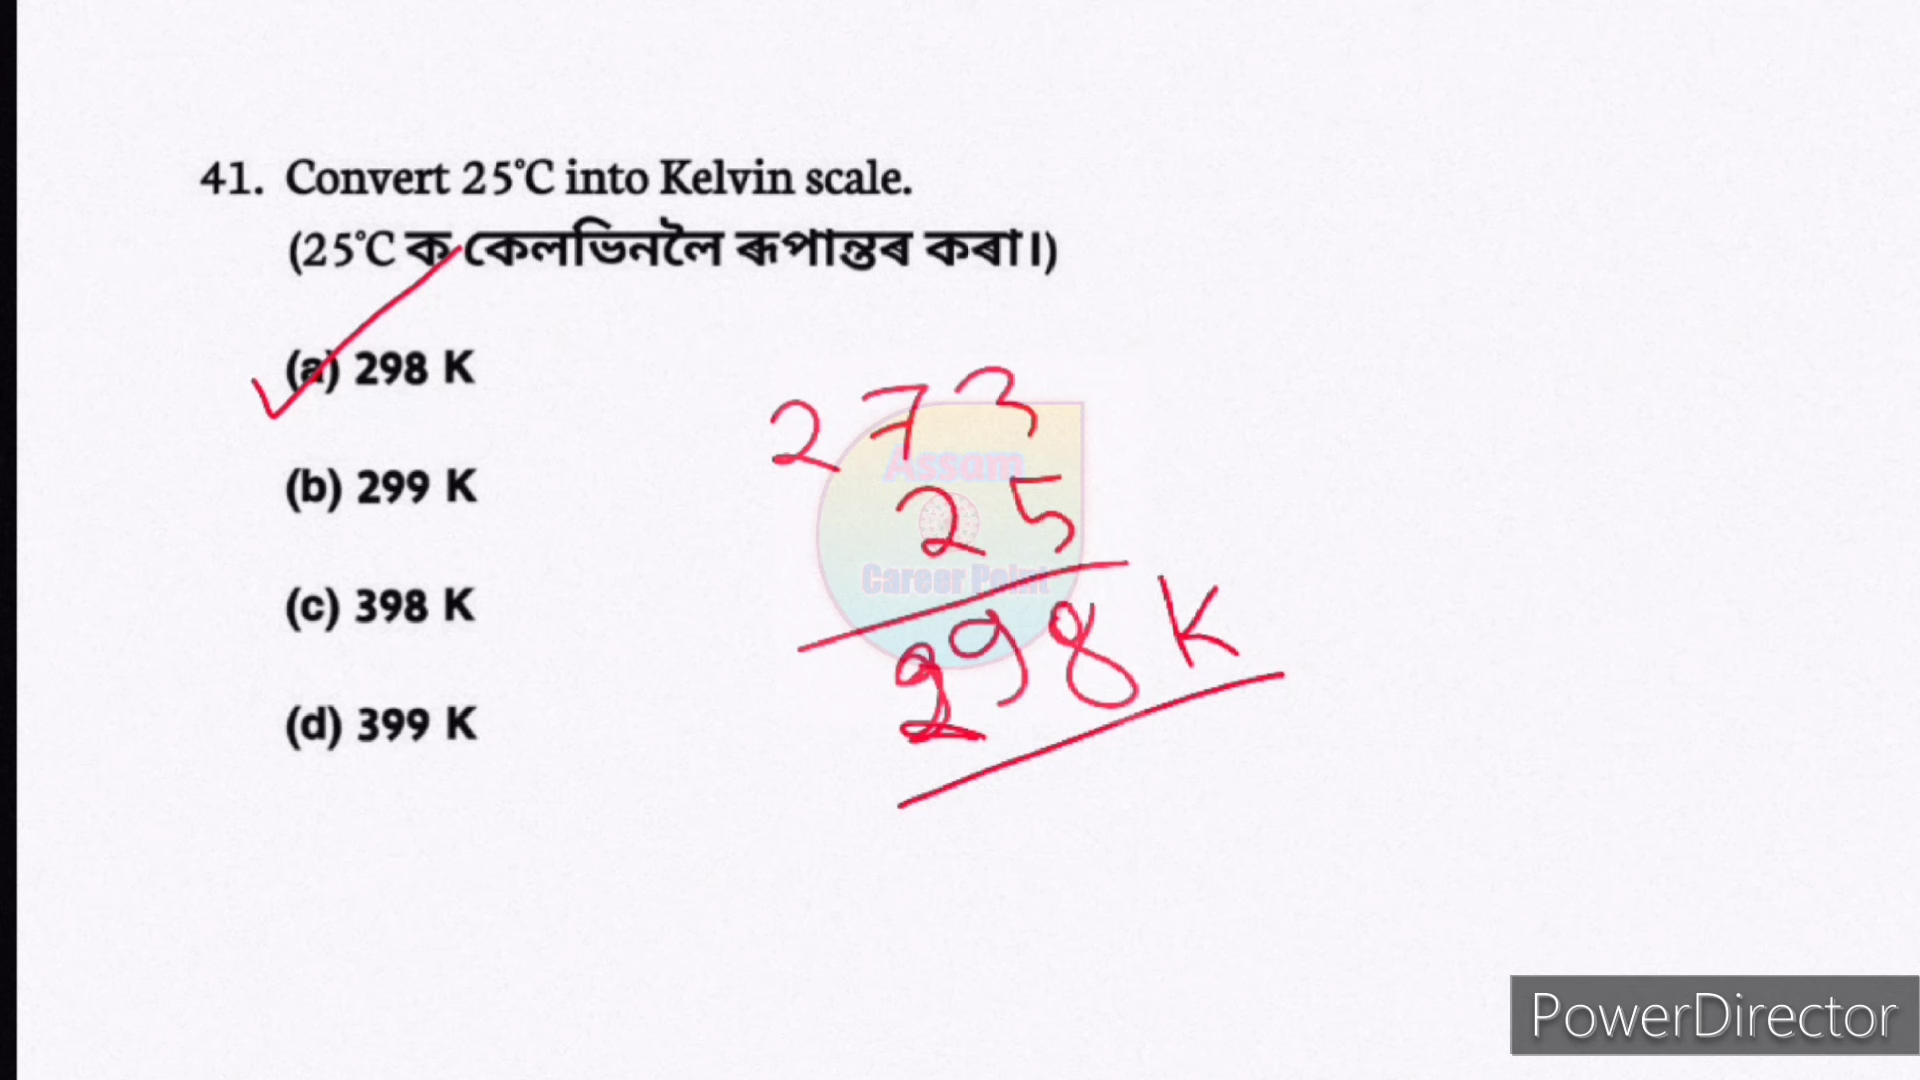 41. Convert 25°C into Kelvin scale.
(25°C ক কেলভিনলৈ ৰূপান্তৰ কৰা।)
(a) 298 K
(b) 299 K
(c) 398 K
(d) 399 K
273
25
298 K
Assam
Career Point
PowerDirector